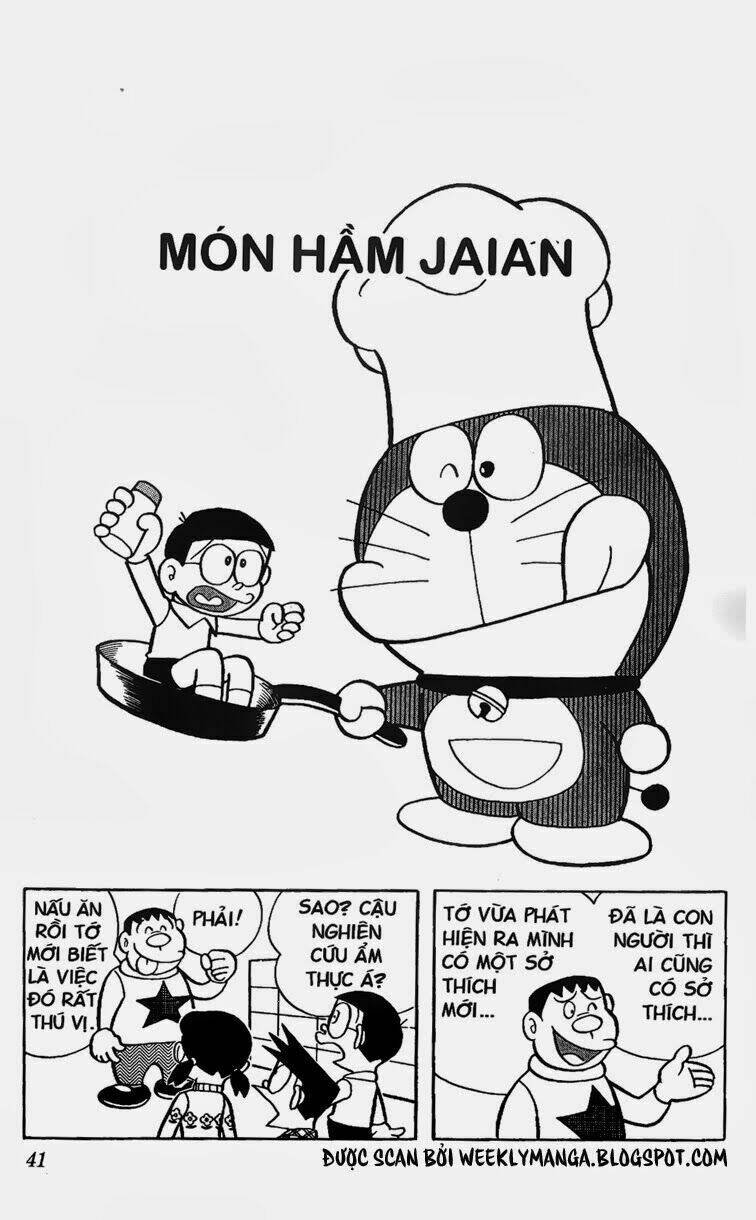 MÓN HẦM JAIAN
ĐÃ LÀ CON
NGƯỜI THÌ
AI CŨNG
CÓ SỞ
THÍCH...
TỚ VỪA PHÁT
HIỆN RA MÌNH
CÓ MỘT SỞ
THÍCH
MỚI...
SAO? CẬU
NGHIÊN
CỨU ẨM
THỰC Á?
PHẢI!
NẤU ĂN
RỒI TỚ
MỚI BIẾT
LÀ VIỆC
ĐÓ RẤT
THÚ VỊ.
41
ĐƯỢC SCAN BỞI WEEKLYMANGA.BLOGSPOT.COM